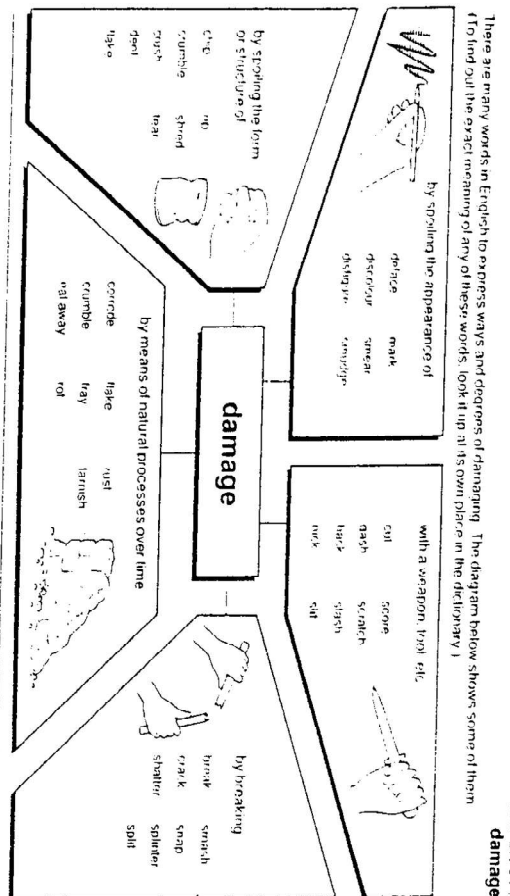 There are many words in English to express ways and degrees of damaging. The diagram below shows some of them
(To find out the exact meaning of any of these words, look it up at its own place in the dictionary.)
damage
by spoiling the appearance of
deface mark
discolour smear
disfigure smudge
with a weapon, tool, etc
cut score
gash scratch
hack slash
nick slit
damage
by spoiling the form
or structure of
chip rip
crumble shred
crush tear
dent
flake
by means of natural processes over time
corrode flake rust
crumble fray tarnish
eat away rot
by breaking
break smash
crack snap
shatter splinter
split